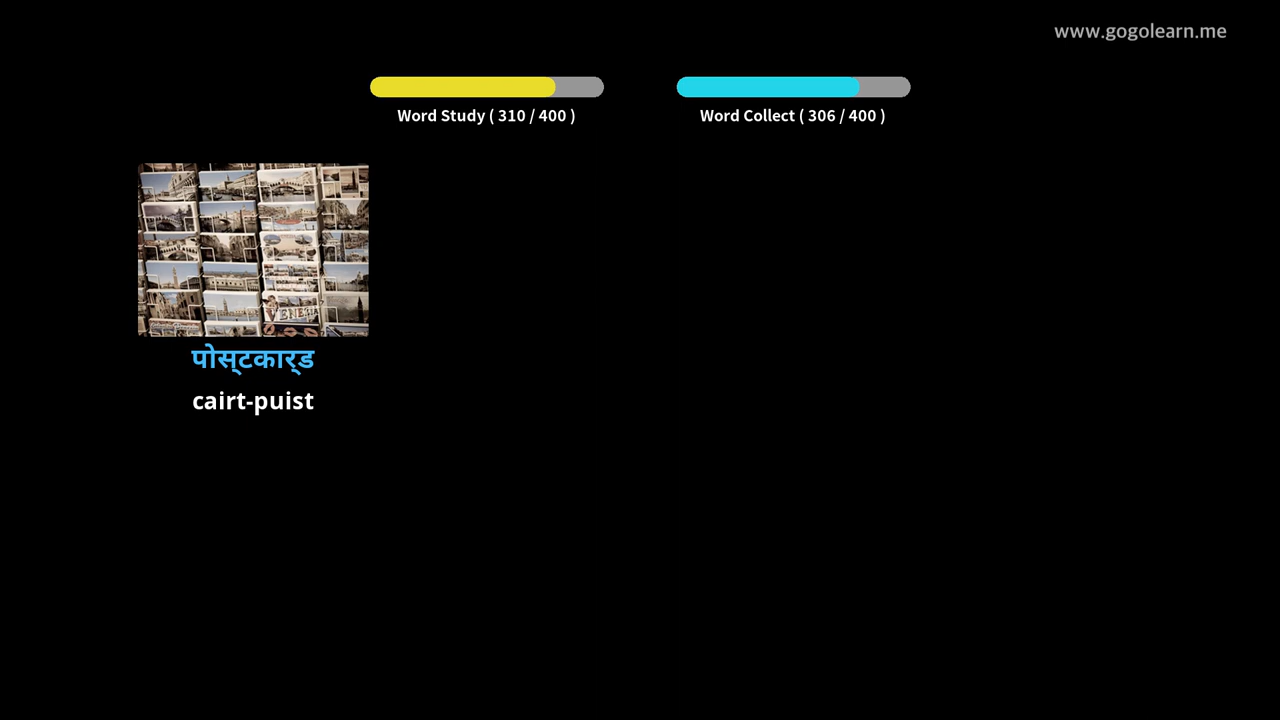 www.gogolearn.me
Word Study ( 310 / 400 )
Word Collect ( 306 / 400 )
पोस्‌टकार्‌ड
cairt-puist